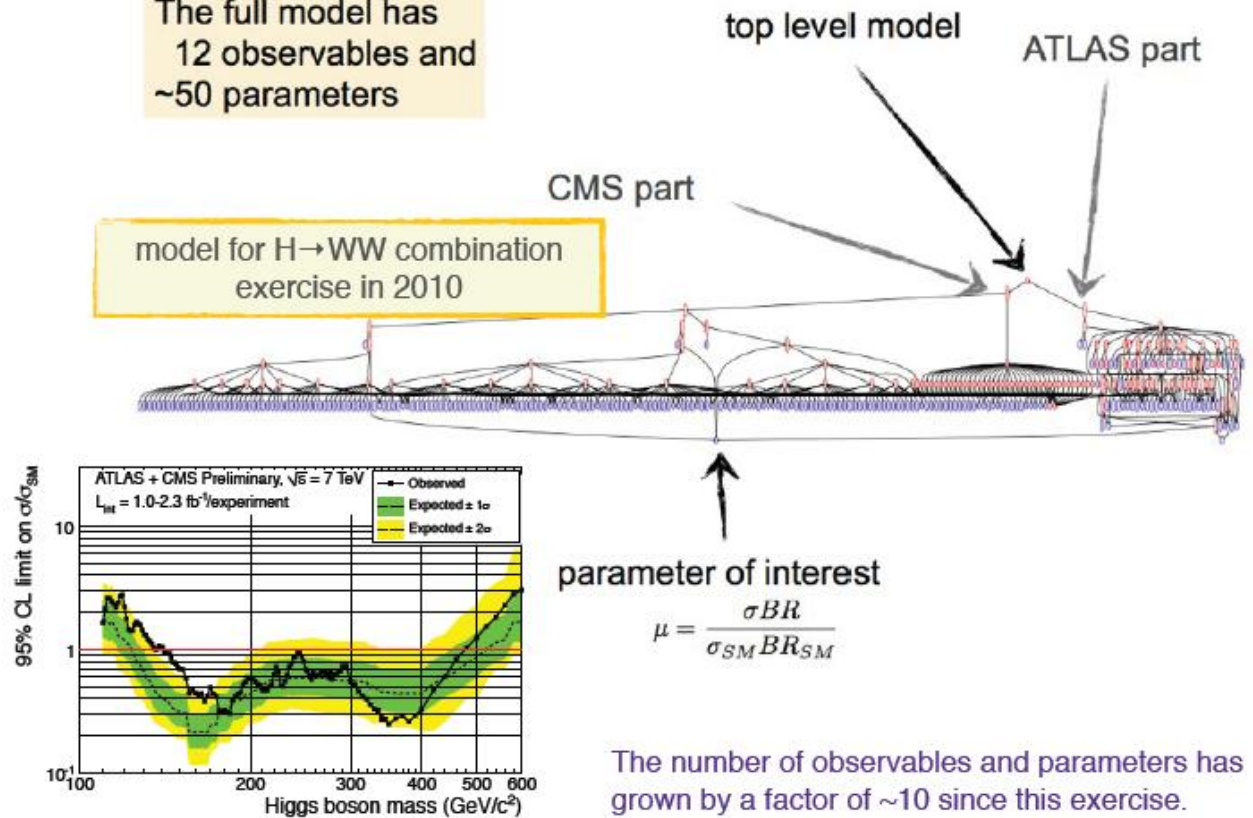 The full model has
12 observables and
~50 parameters
top level model
ATLAS part
CMS part
model for H→WW combination
exercise in 2010
ATLAS + CMS Preliminary, √s = 7 TeV
L_int = 1.0-2.3 fb⁻¹/experiment
Observed
Expected ± 1σ
Expected ± 2σ
95% CL limit on σ/σ_SM
10
1
10⁻¹
100
200
300
400
500
600
Higgs boson mass (GeV/c²)
parameter of interest
μ = σBR / σ_SM BR_SM
The number of observables and parameters has
grown by a factor of ~10 since this exercise.